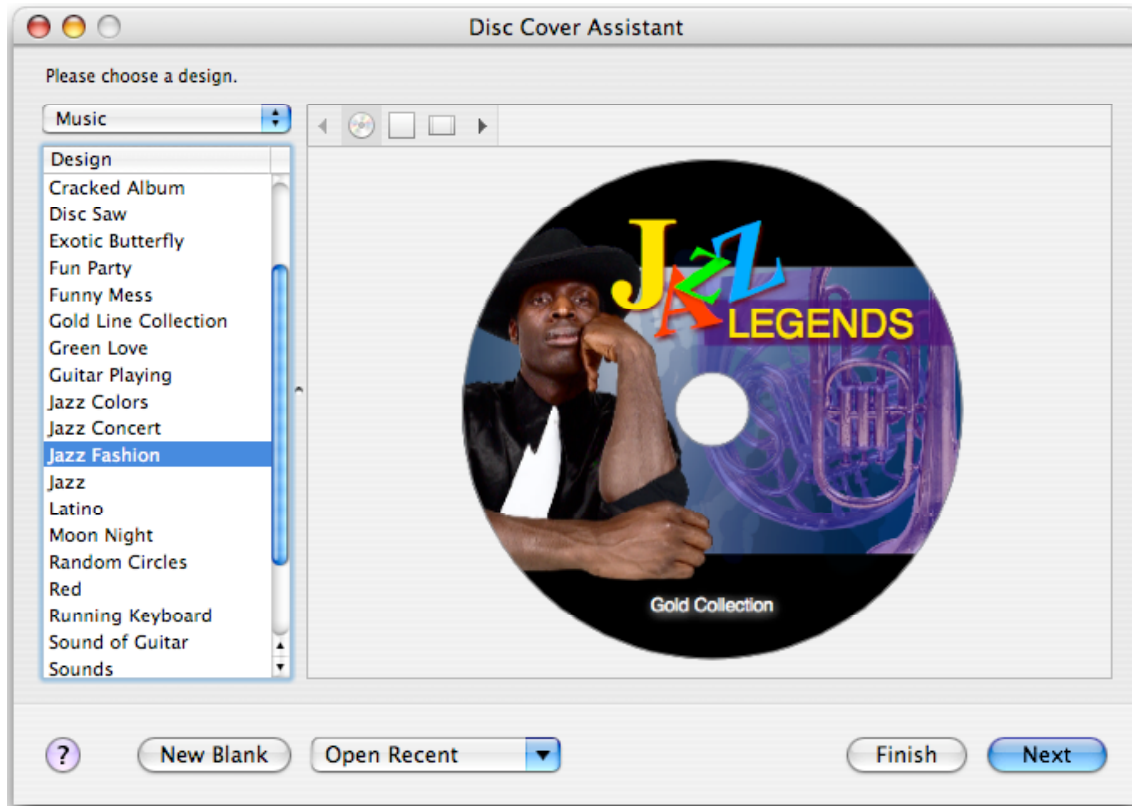 Disc Cover Assistant
Please choose a design.
Music
Design
Cracked Album
Disc Saw
Exotic Butterfly
Fun Party
Funny Mess
Gold Line Collection
Green Love
Guitar Playing
Jazz Colors
Jazz Concert
Jazz Fashion
Jazz
Latino
Moon Night
Random Circles
Red
Running Keyboard
Sound of Guitar
Sounds
JAZZ
LEGENDS
Gold Collection
?
New Blank
Open Recent
Finish
Next